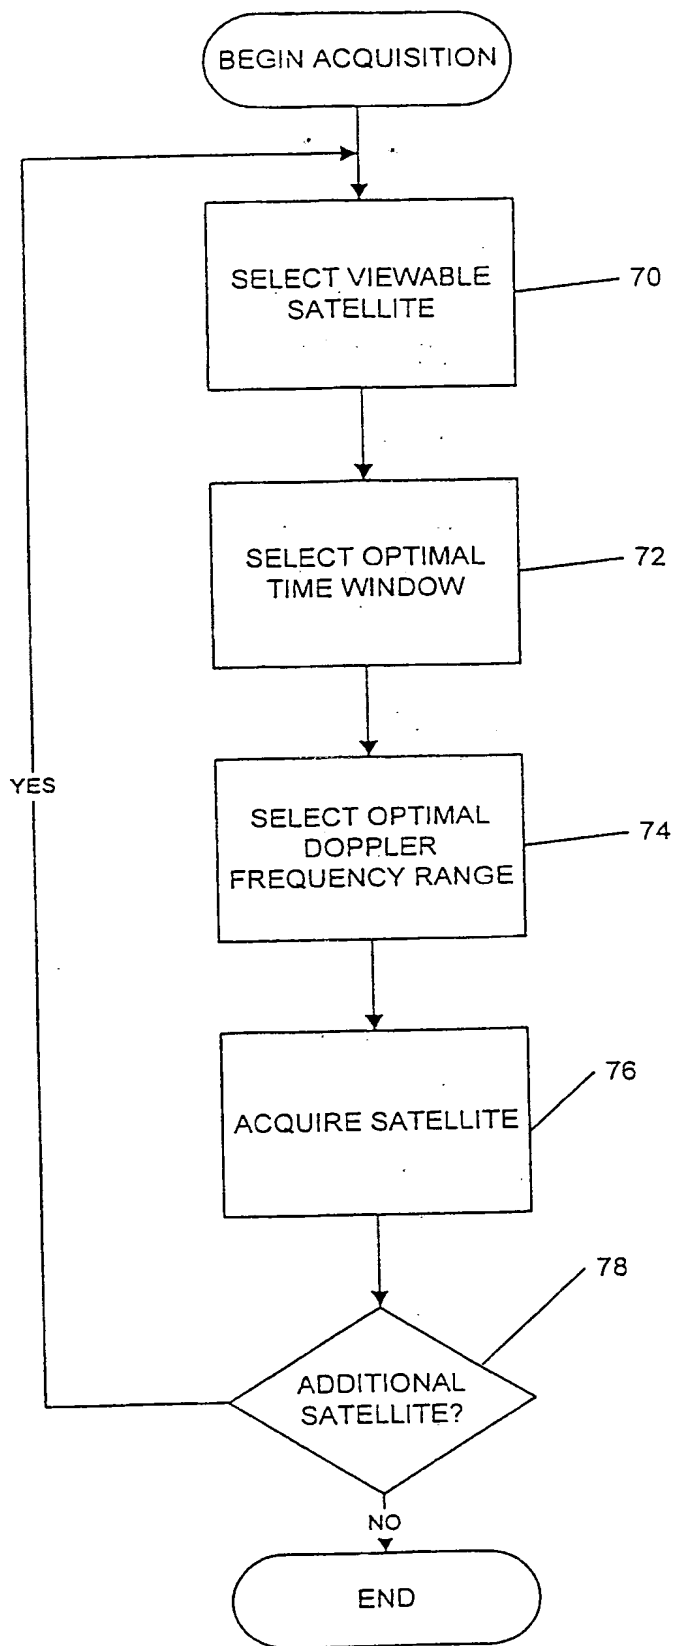 BEGIN ACQUISITION
SELECT VIEWABLE
SATELLITE
70
SELECT OPTIMAL
TIME WINDOW
72
YES
SELECT OPTIMAL
DOPPLER
FREQUENCY RANGE
74
ACQUIRE SATELLITE
76
78
ADDITIONAL
SATELLITE?
NO
END